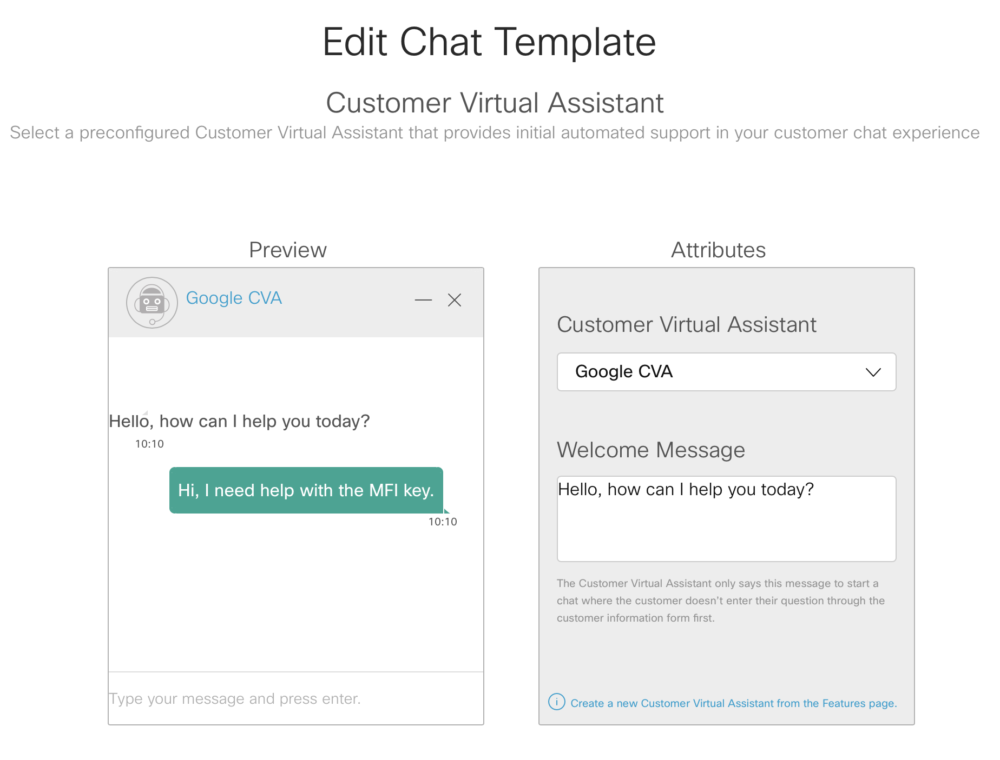 Edit Chat Template
Customer Virtual Assistant
Select a preconfigured Customer Virtual Assistant that provides initial automated support in your customer chat experience
Preview
Google CVA
Hello, how can I help you today?
10:10
Hi, I need help with the MFI key.
10:10
Type your message and press enter.
Attributes
Customer Virtual Assistant
Google CVA
Welcome Message
Hello, how can I help you today?
The Customer Virtual Assistant only says this message to start a
chat where the customer doesn’t enter their question through the
customer information form first.
Create a new Customer Virtual Assistant from the Features page.